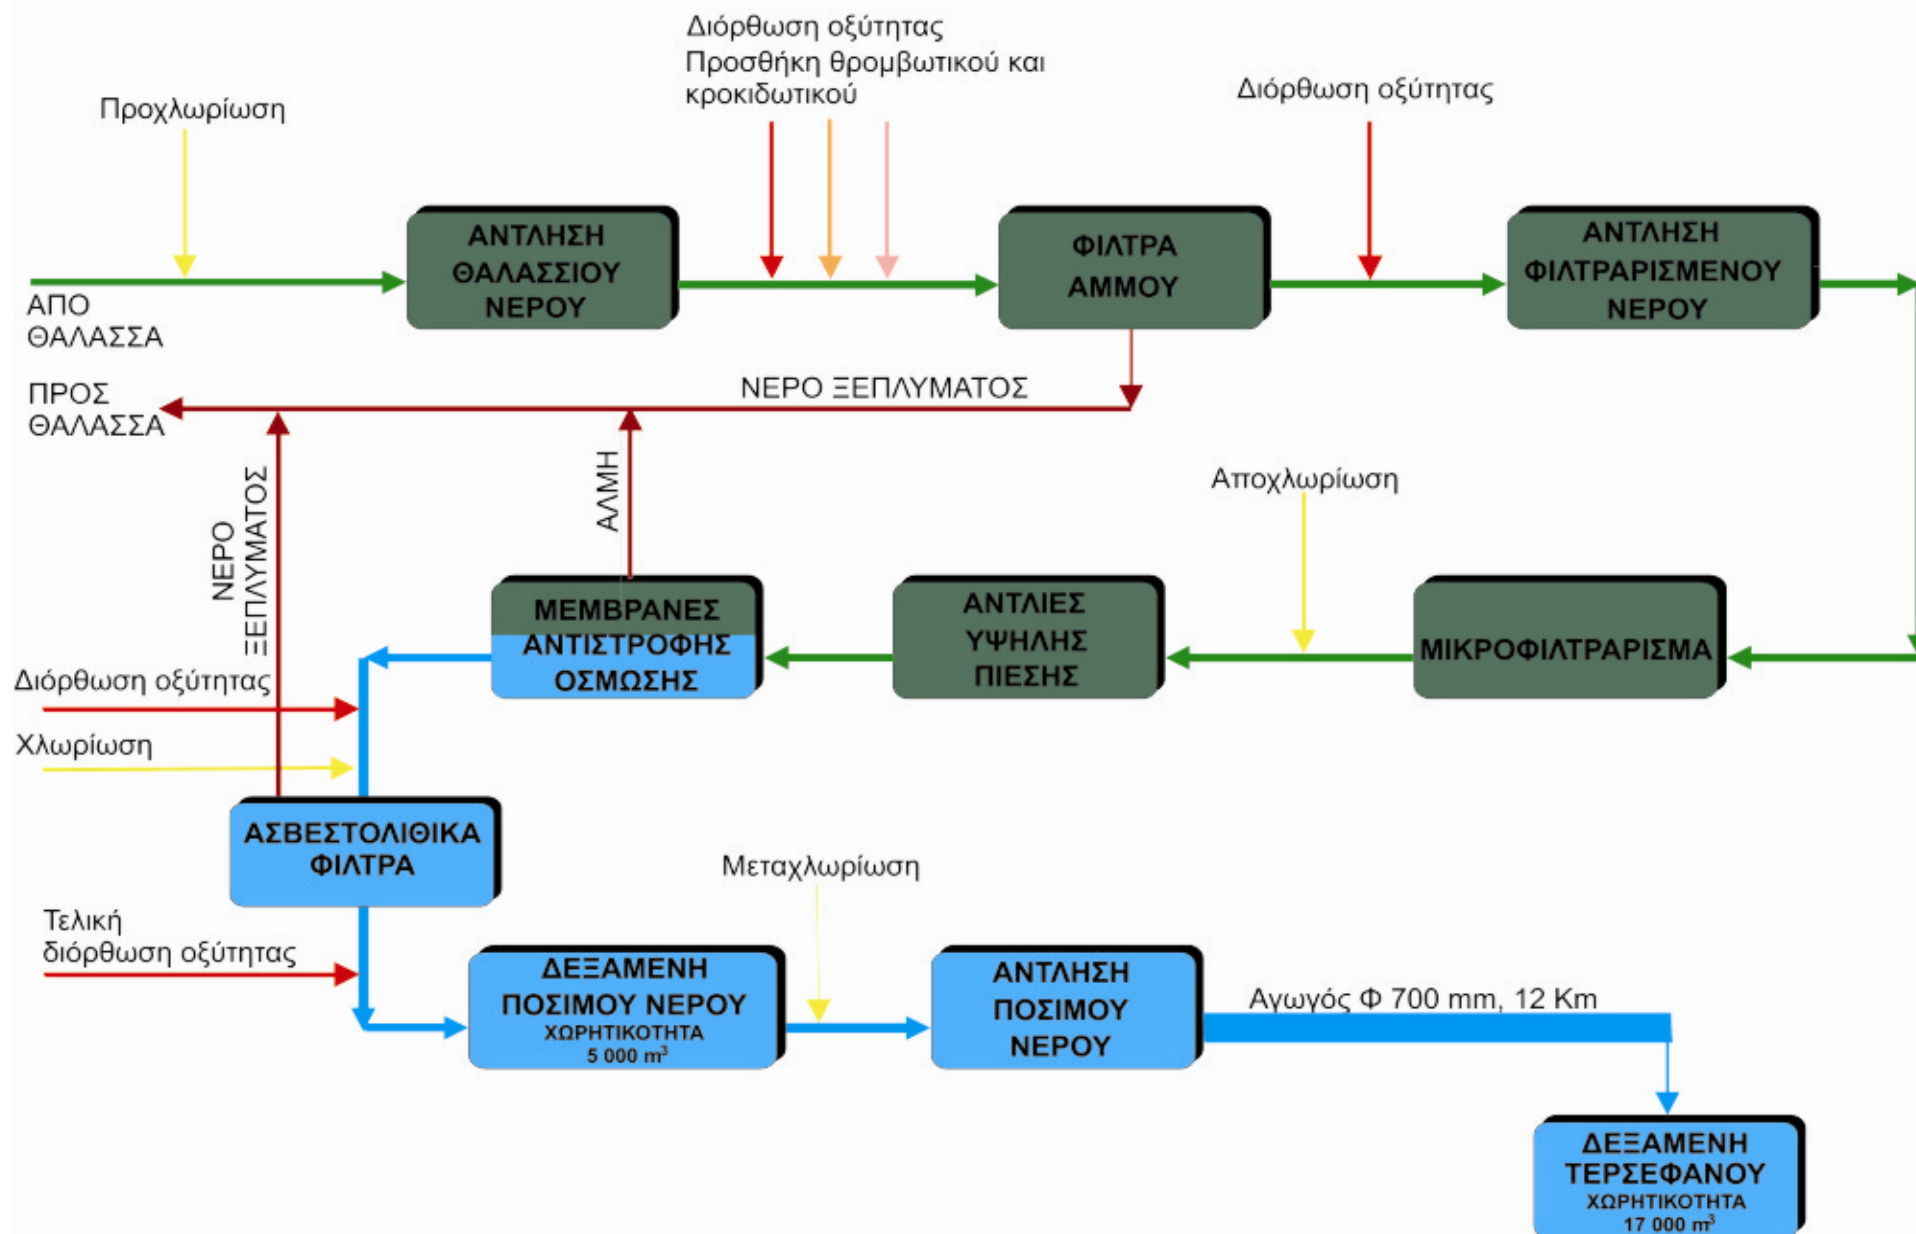 Διόρθωση οξύτητας
Προσθήκη θρομβωτικού και
κροκιδωτικού
Προχλωρίωση
Διόρθωση οξύτητας
ΑΝΤΛΗΣΗ
ΘΑΛΑΣΣΙΟΥ
ΝΕΡΟΥ
ΦΙΛΤΡΑ
ΑΜΜΟΥ
ΑΝΤΛΗΣΗ
ΦΙΛΤΡΑΡΙΣΜΕΝΟΥ
ΝΕΡΟΥ
ΑΠΟ
ΘΑΛΑΣΣΑ
ΠΡΟΣ
ΘΑΛΑΣΣΑ
ΝΕΡΟ ΞΕΠΛΥΜΑΤΟΣ
ΝΕΡΟ
ΞΕΠΛΥΜΑΤΟΣ
ΑΛΜΗ
Αποχλωρίωση
ΜΕΜΒΡΑΝΕΣ
ΑΝΤΙΣΤΡΟΦΗΣ
ΟΣΜΩΣΗΣ
ΑΝΤΛΙΕΣ
ΥΨΗΛΗΣ
ΠΙΕΣΗΣ
ΜΙΚΡΟΦΙΛΤΡΑΡΙΣΜΑ
Διόρθωση οξύτητας
Χλωρίωση
ΑΣΒΕΣΤΟΛΙΘΙΚΑ
ΦΙΛΤΡΑ
Μεταχλωρίωση
Τελική
διόρθωση οξύτητας
ΔΕΞΑΜΕΝΗ
ΠΟΣΙΜΟΥ ΝΕΡΟΥ
ΧΩΡΗΤΙΚΟΤΗΤΑ
5 000 m³
ΑΝΤΛΗΣΗ
ΠΟΣΙΜΟΥ
ΝΕΡΟΥ
Αγωγός Φ 700 mm, 12 Km
ΔΕΞΑΜΕΝΗ
ΤΕΡΣΕΦΑΝΟΥ
ΧΩΡΗΤΙΚΟΤΗΤΑ
17 000 m³